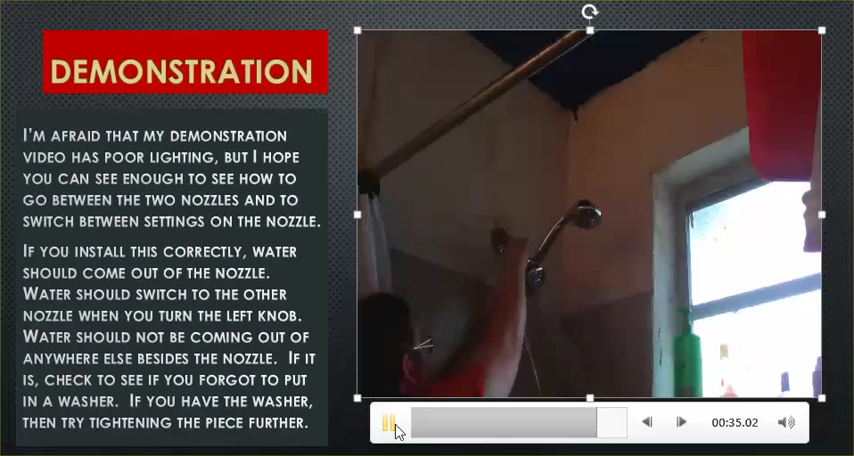 DEMONSTRATION
I'M AFRAID THAT MY DEMONSTRATION
VIDEO HAS POOR LIGHTING, BUT I HOPE
YOU CAN SEE ENOUGH TO SEE HOW TO
GO BETWEEN THE TWO NOZZLES AND TO
SWITCH BETWEEN SETTINGS ON THE NOZZLE.
IF YOU INSTALL THIS CORRECTLY, WATER
SHOULD COME OUT OF THE NOZZLE.
WATER SHOULD SWITCH TO THE OTHER
NOZZLE WHEN YOU TURN THE LEFT KNOB.
WATER SHOULD NOT BE COMING OUT OF
ANYWHERE ELSE BESIDES THE NOZZLE. IF IT
IS, CHECK TO SEE IF YOU FORGOT TO PUT
IN A WASHER. IF YOU HAVE THE WASHER,
THEN TRY TIGHTENING THE PIECE FURTHER.
00:35.02